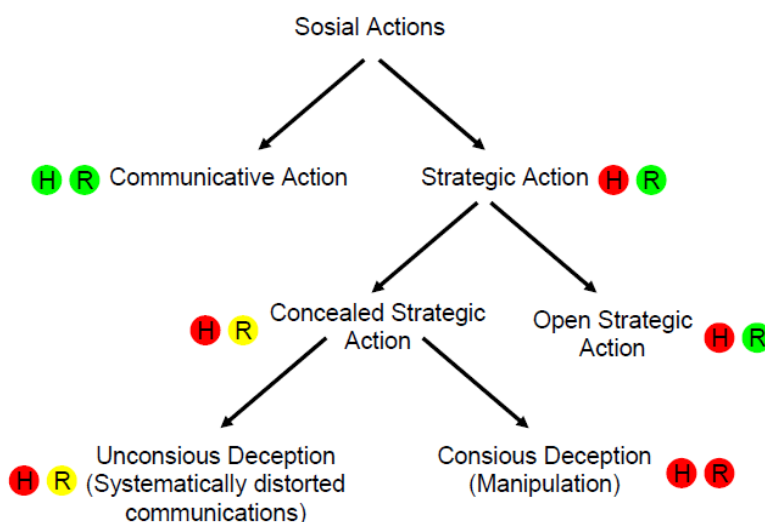 Sosial Actions
H R Communicative Action
Strategic Action H R
H R Concealed Strategic
Action
Open Strategic
Action H R
H R Unconsious Deception
(Systematically distorted
communications)
Consious Deception
(Manipulation) H R